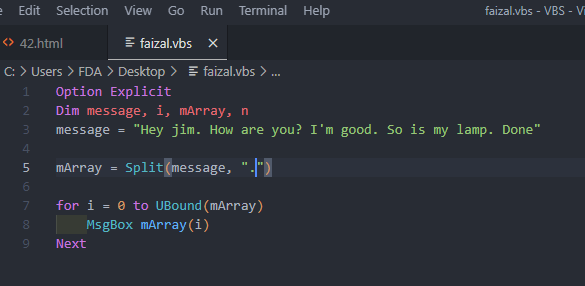 n Selection View Go Run Terminal Help faizal.vbs - VBS - Vi
42.html faizal.vbs
C: > Users > FDA > Desktop > faizal.vbs > ...
1 Option Explicit
2 Dim message, i, mArray, n
3 message = "Hey jim. How are you? I'm good. So is my lamp. Done"
4
5 mArray = Split(message, ".")
6
7 for i = 0 to UBound(mArray)
8 MsgBox mArray(i)
9 Next